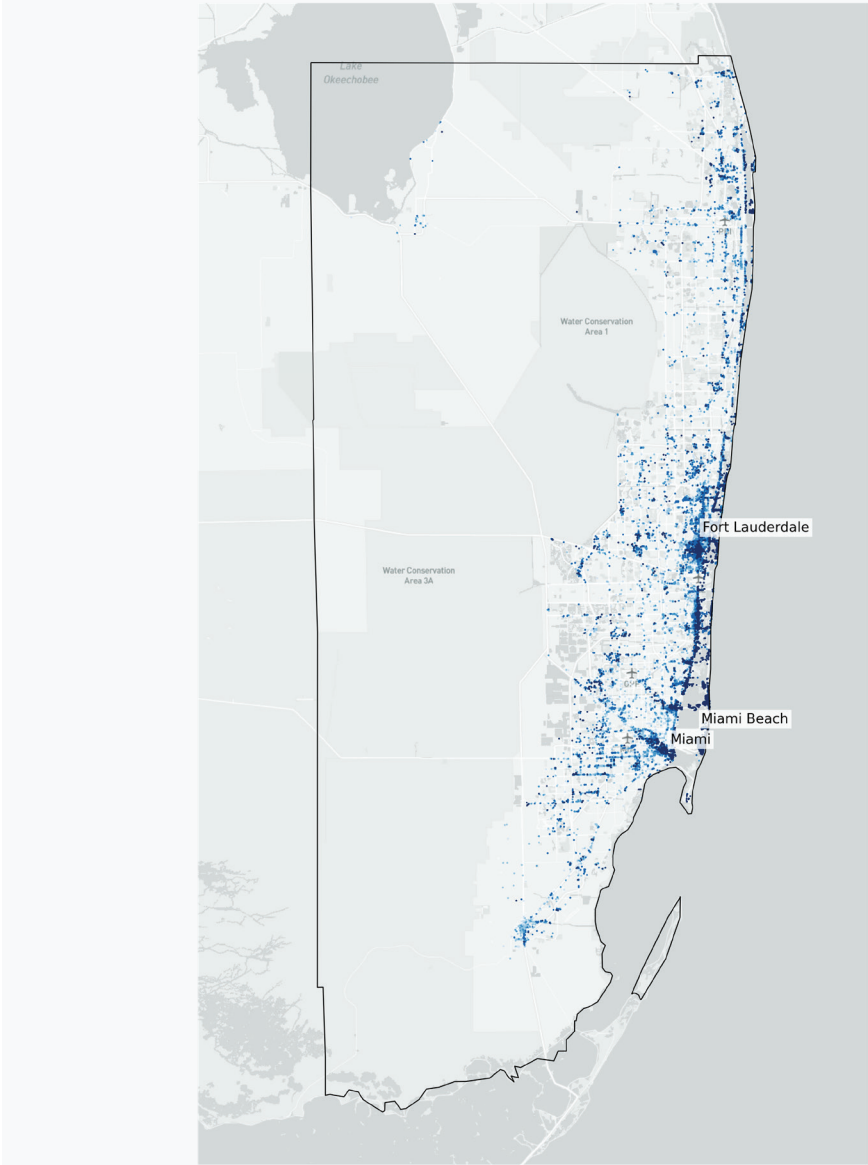 Lake
Okeechobee
Water Conservation
Area 1
Fort Lauderdale
Water Conservation
Area 3A
Miami Beach
Miami